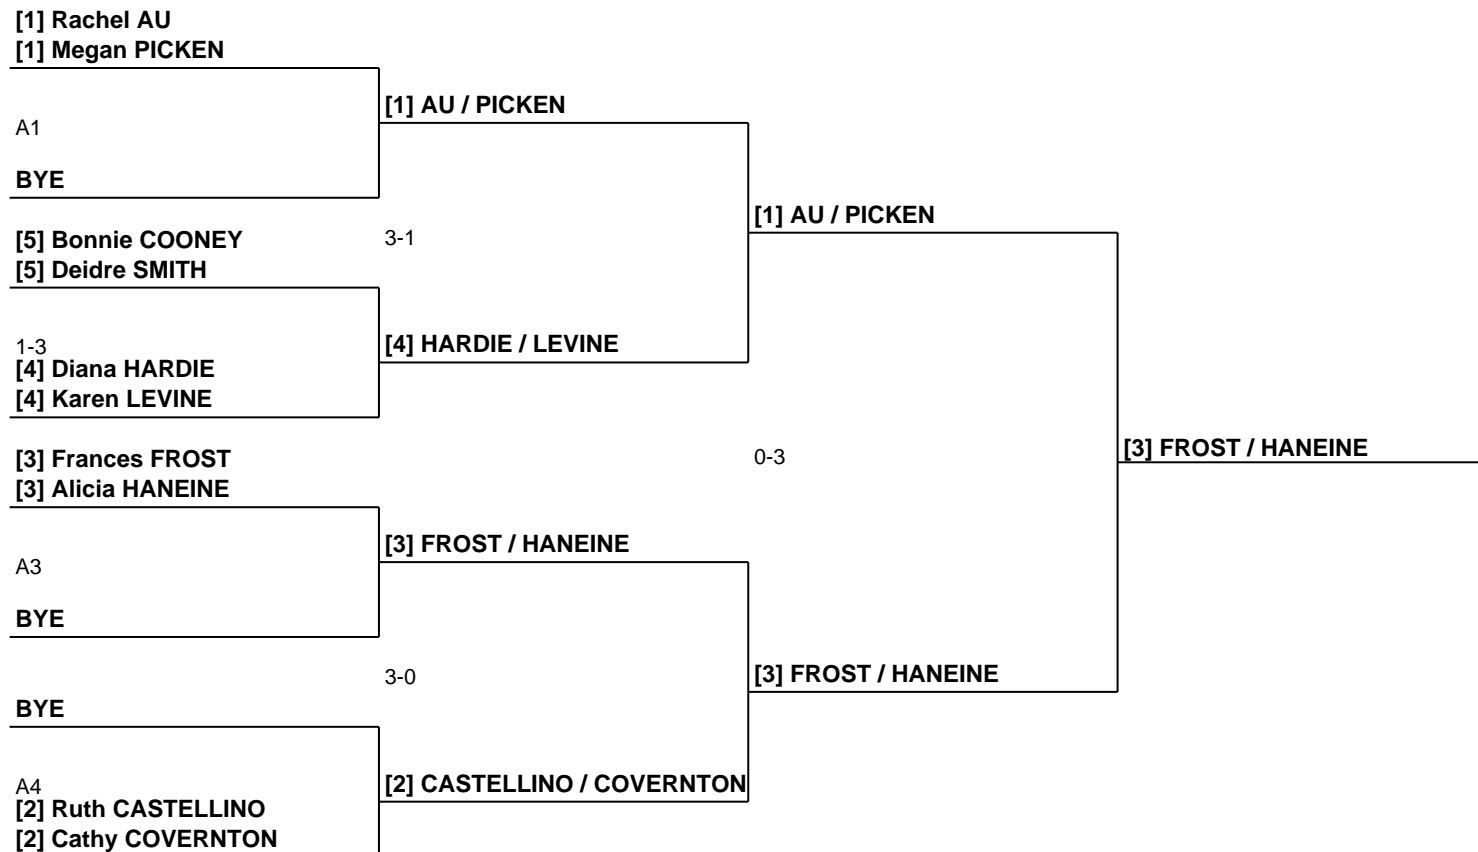 [1] Rachel AU
[1] Megan PICKEN
[1] AU / PICKEN
A1
BYE
[1] AU / PICKEN
[5] Bonnie COONEY
3-1
[5] Deidre SMITH
1-3
[4] HARDIE / LEVINE
[4] Diana HARDIE
[4] Karen LEVINE
[3] Frances FROST
0-3
[3] FROST / HANEINE
[3] Alicia HANEINE
[3] FROST / HANEINE
A3
BYE
3-0
[3] FROST / HANEINE
BYE
A4
[2] CASTELLINO / COVERNTON
[2] Ruth CASTELLINO
[2] Cathy COVERNTON